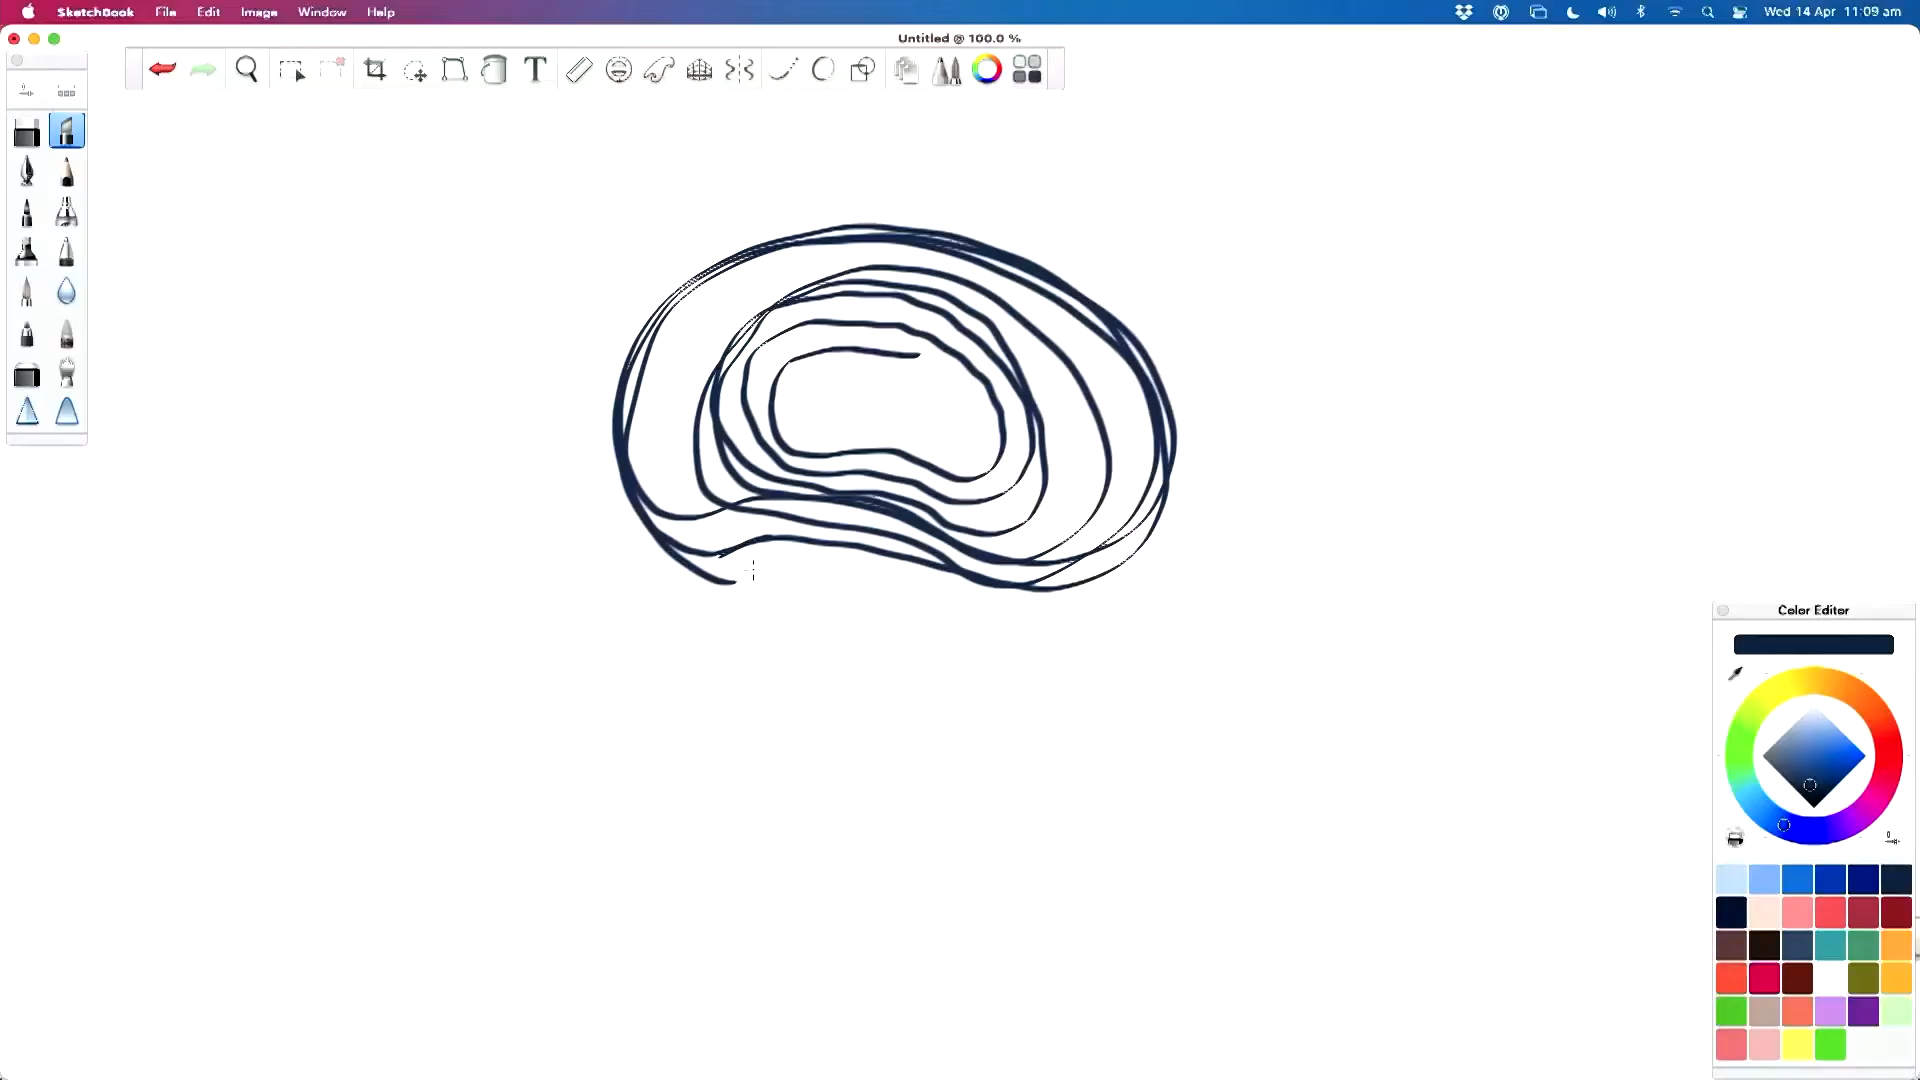 SketchBook File Edit Image Window Help Wed 14 Apr 11:09 am
Untitled @ 100.0 %
T
Color Editor